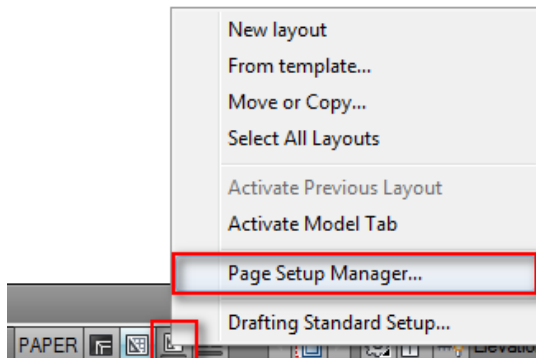 New layout
From template...
Move or Copy...
Select All Layouts
Activate Previous Layout
Activate Model Tab
Page Setup Manager...
Drafting Standard Setup...
PAPER
Elevation